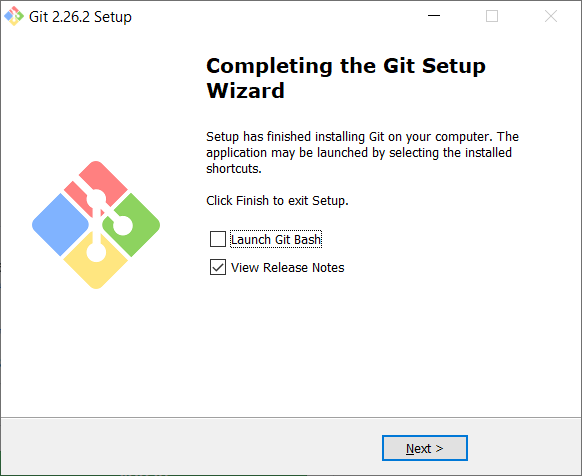 Git 2.26.2 Setup
Completing the Git Setup
Wizard
Setup has finished installing Git on your computer. The
application may be launched by selecting the installed
shortcuts.
Click Finish to exit Setup.
Launch Git Bash
View Release Notes
Next >